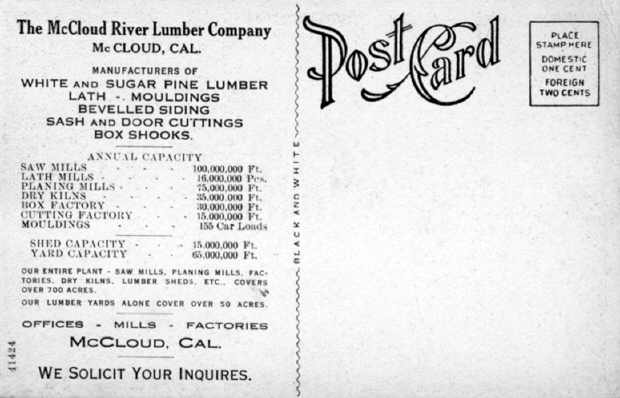 The McCloud River Lumber Company
McCLOUD, CAL.
MANUFACTURERS OF
WHITE AND SUGAR PINE LUMBER
LATH -. MOULDINGS
BEVELLED SIDING
SASH AND DOOR CUTTINGS
BOX SHOOKS.
ANNUAL CAPACITY
SAW MILLS - - - - 100,000,000 Ft.
LATH MILLS - - - - 16,000,000 Pcs.
PLANING MILLS - - - 75,000,000 Ft.
DRY KILNS - - - - 35,000,000 Ft.
BOX FACTORY - - - 30,000,000 Ft.
CUTTING FACTORY - - 15,000,000 Ft.
MOULDINGS - - - 155 Car Loads
SHED CAPACITY - - 15,000,000 Ft.
YARD CAPACITY - - 65,000,000 Ft.
OUR ENTIRE PLANT - SAW MILLS, PLANING MILLS, FAC-
TORIES, DRY KILNS, LUMBER SHEDS, ETC., COVERS
OVER 700 ACRES.
OUR LUMBER YARDS ALONE COVER OVER 50 ACRES.
OFFICES - MILLS - FACTORIES
McCLOUD, CAL.
WE SOLICIT YOUR INQUIRES.
41424
BLACK AND WHITE
Post Card
PLACE
STAMP HERE
DOMESTIC
ONE CENT
FOREIGN
TWO CENTS